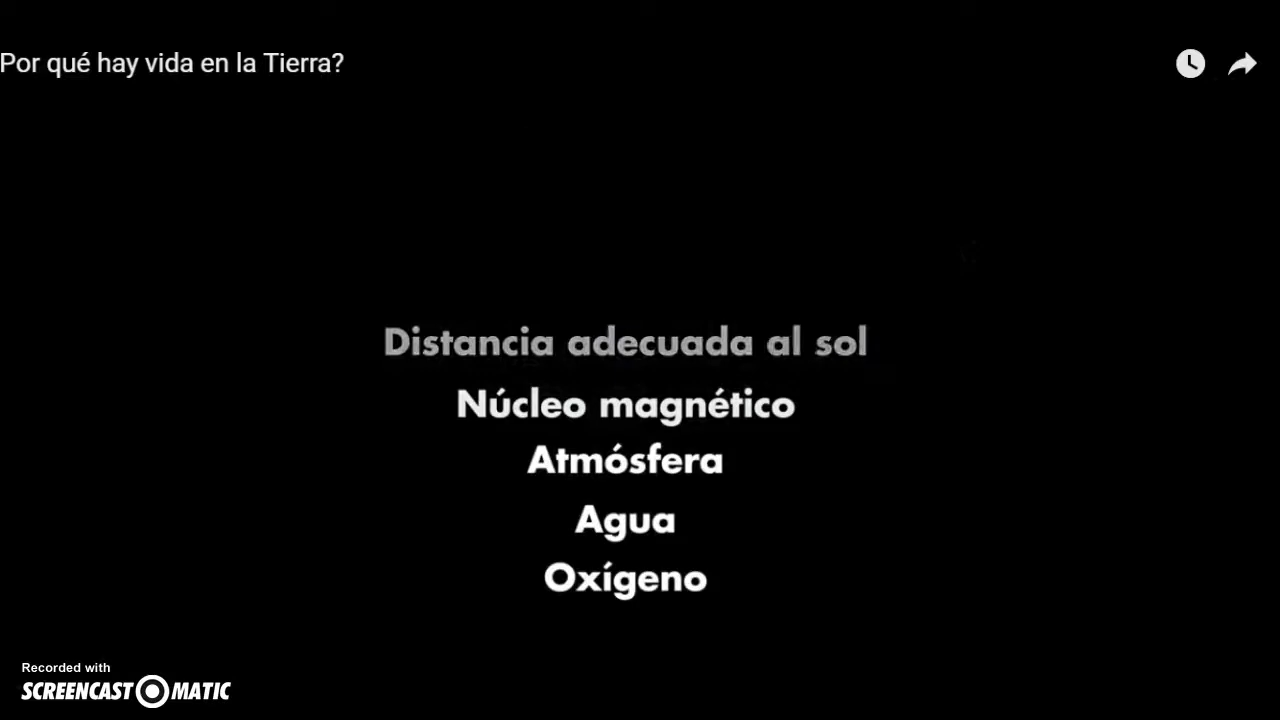 Por qué hay vida en la Tierra?
Distancia adecuada al sol
Núcleo magnético
Atmósfera
Agua
Oxígeno
Recorded with
SCREENCAST MATIC